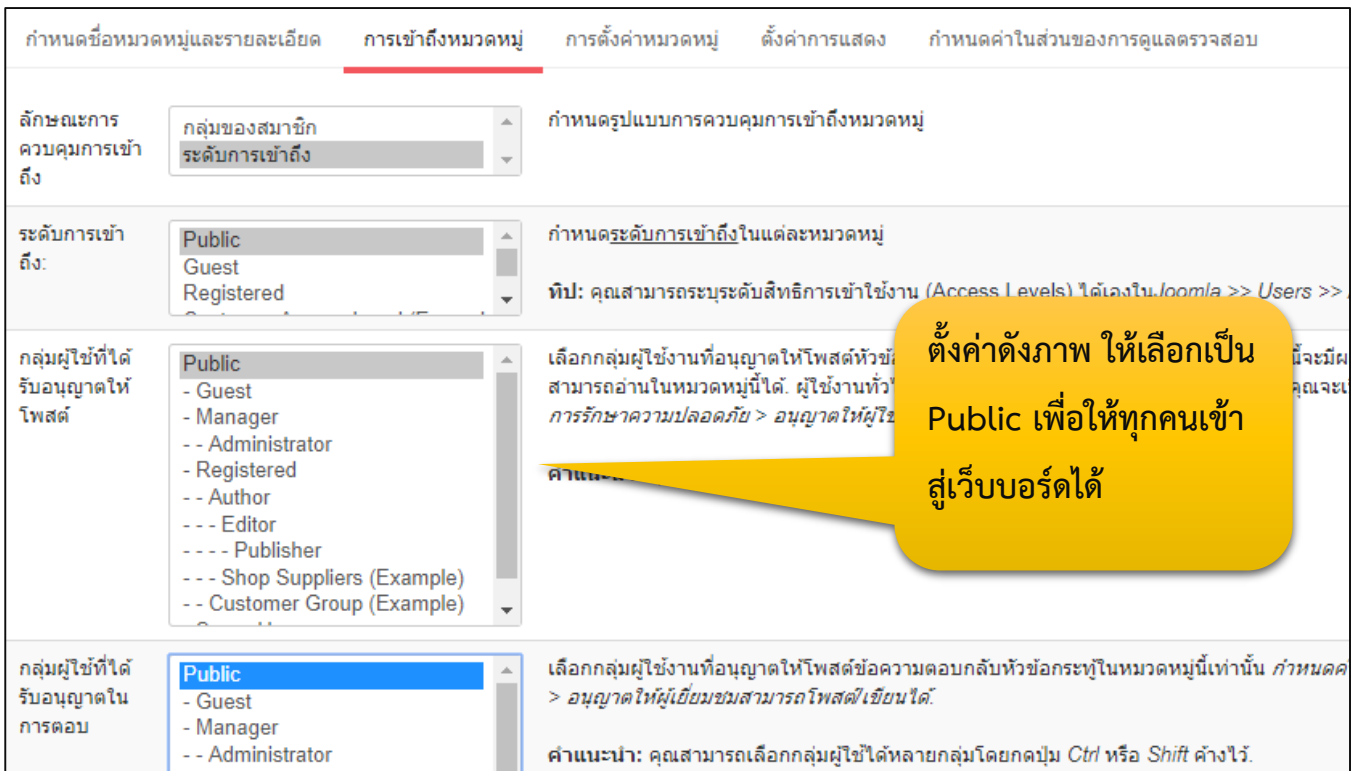 กำหนดชื่อหมวดหมู่และรายละเอียด การเข้าถึงหมวดหมู่ การตั้งค่าหมวดหมู่ ตั้งค่าการแสดง กำหนดค่าในส่วนของการดูแลตรวจสอบ
ลักษณะการ
ควบคุมการเข้า
ถึง
กลุ่มของสมาชิก
ระดับการเข้าถึง
กำหนดรูปแบบการควบคุมการเข้าถึงหมวดหมู่
ระดับการเข้า
ถึง:
Public
Guest
Registered
กำหนดระดับการเข้าถึงในแต่ละหมวดหมู่
ทิป: คุณสามารถระบุระดับสิทธิการเข้าใช้งาน (Access Levels) ได้เองในJoomla >> Users >>
กลุ่มผู้ใช้ที่ได้
รับอนุญาตให้
โพสต์
Public
- Guest
- Manager
- - Administrator
- Registered
- - Author
- - - Editor
- - - - Publisher
- - - Shop Suppliers (Example)
- - Customer Group (Example)
เลือกกลุ่มผู้ใช้งานที่อนุญาตให้โพสต์หัวข้
สามารถอ่านในหมวดหมู่นี้ได้. ผู้ใช้งานทั่ว
การรักษาความปลอดภัย > อนุญาตให้ผู้ใช
ตั้งค่าดังภาพ ให้เลือกเป็น
Public เพื่อให้ทุกคนเข้า
สู่เว็บบอร์ดได้
กลุ่มผู้ใช้ที่ได้
รับอนุญาตใน
การตอบ
Public
- Guest
- Manager
- - Administrator
เลือกกลุ่มผู้ใช้งานที่อนุญาตให้โพสต์ข้อความตอบกลับหัวข้อกระทู้ในหมวดหมู่นี้เท่านั้น กำหนดค
> อนุญาตให้ผู้เยี่ยมชมสามารถโพสต์/เขียนได้.
คำแนะนำ: คุณสามารถเลือกกลุ่มผู้ใช้ได้หลายกลุ่มโดยกดปุ่ม Ctrl หรือ Shift ค้างไว้.